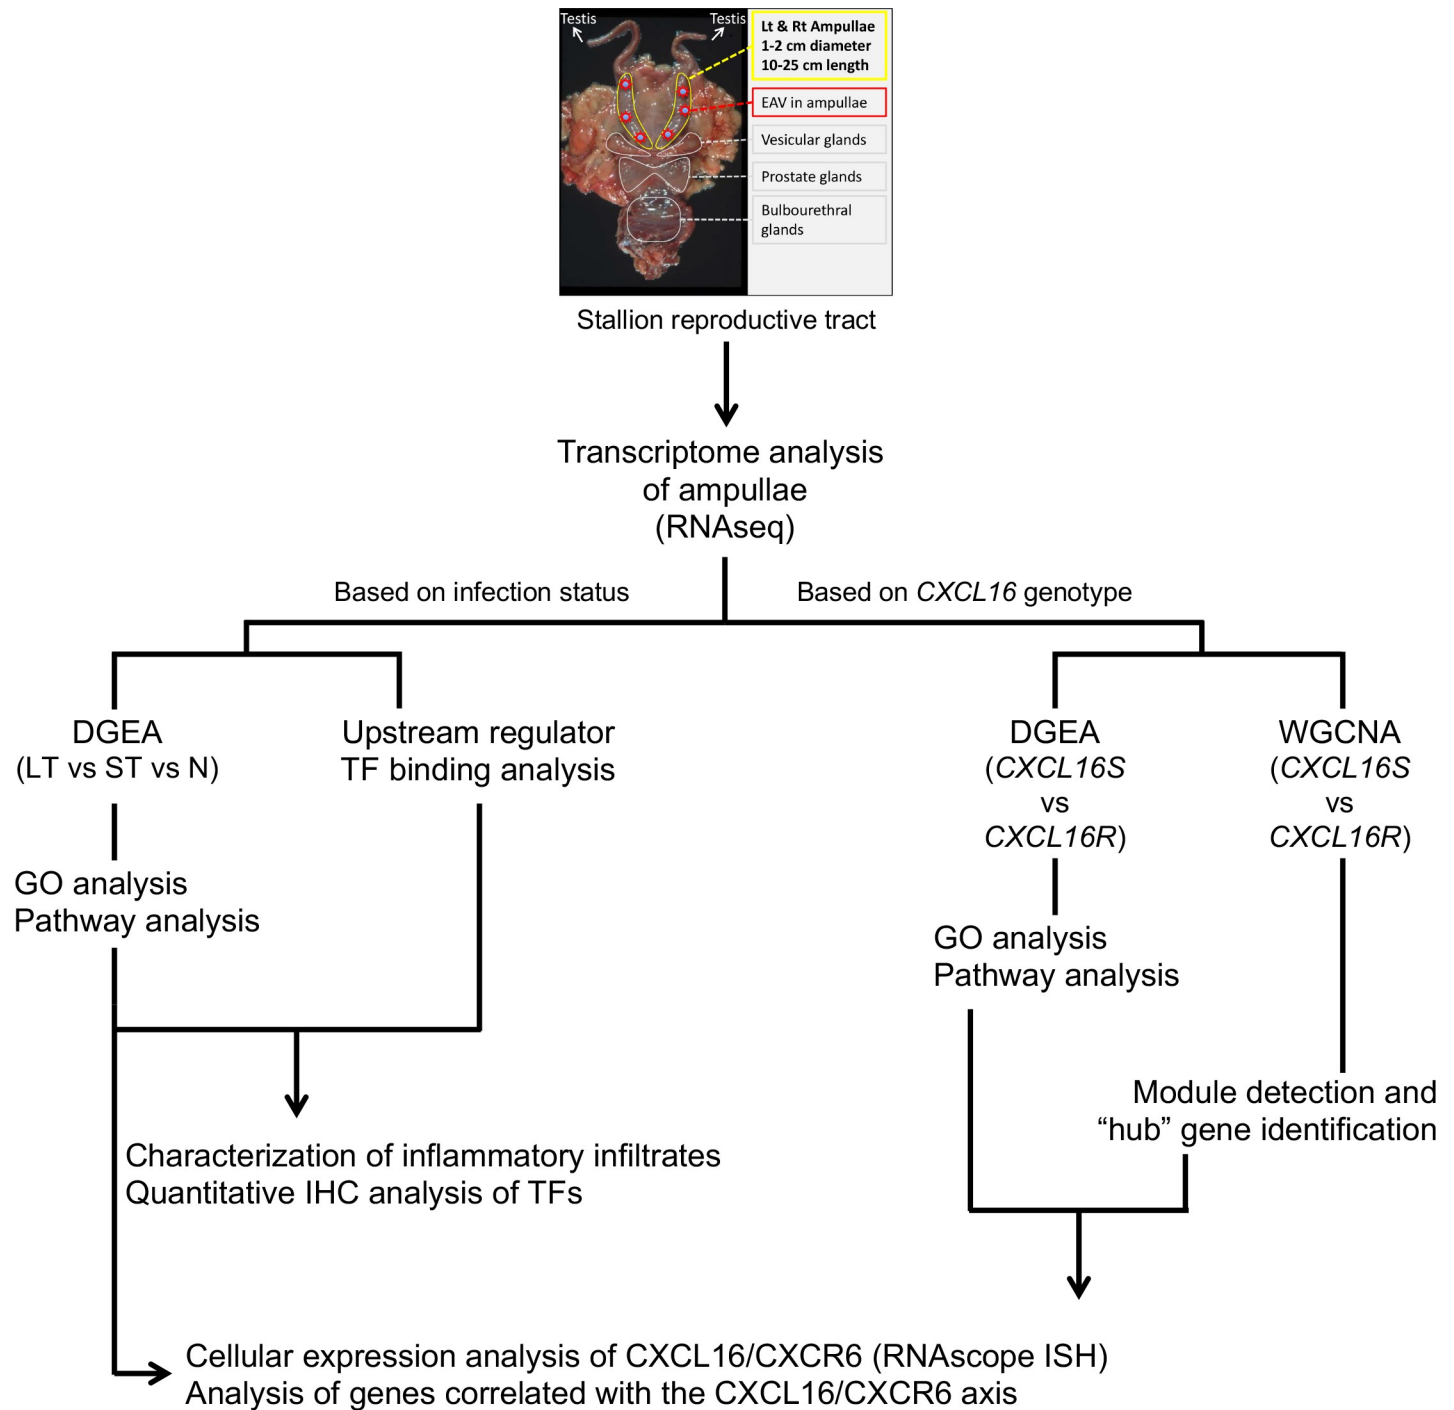 Testis
Testis
Lt & Rt Ampullae
1-2 cm diameter
10-25 cm length
EAV in ampullae
Vesicular glands
Prostate glands
Bulbourethral
glands
Stallion reproductive tract
Transcriptome analysis
of ampullae
(RNAseq)
Based on infection status
Based on CXCL16 genotype
DGEA
(LT vs ST vs N)
Upstream regulator
TF binding analysis
DGEA
(CXCL16S
vs
CXCL16R)
WGCNA
(CXCL16S
vs
CXCL16R)
GO analysis
Pathway analysis
GO analysis
Pathway analysis
Module detection and
“hub” gene identification
Characterization of inflammatory infiltrates
Quantitative IHC analysis of TFs
Cellular expression analysis of CXCL16/CXCR6 (RNAscope ISH)
Analysis of genes correlated with the CXCL16/CXCR6 axis